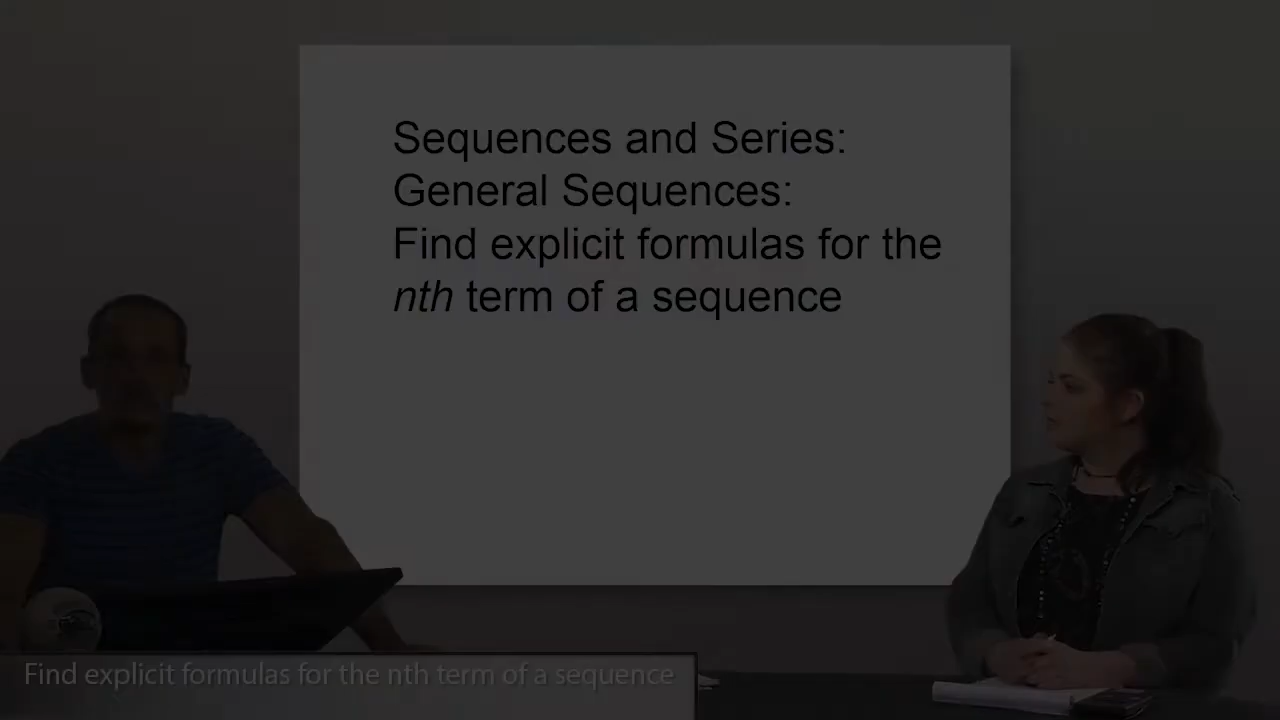 Sequences and Series:
General Sequences:
Find explicit formulas for the
nth term of a sequence
Find explicit formulas for the nth term of a sequence